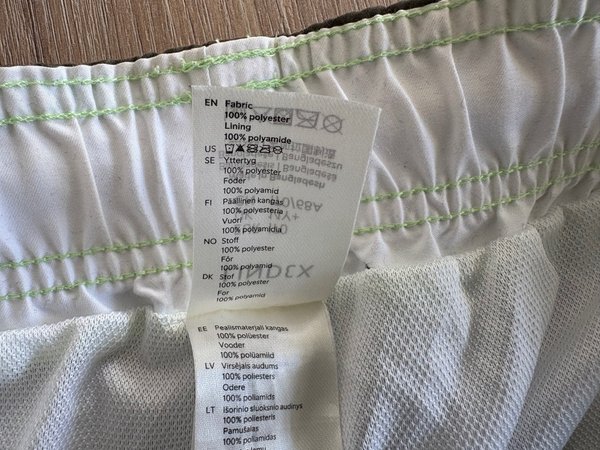 EN Fabric
100% polyester
Lining
100% polyamide
US
SE Yttertyg
100% polyester
Foder
100% polyamid
FI Päällinen kangas
100% polyesteria
Vuori
100% polyamidia
NO Stoff
100% polyester
Fôr
100% polyamid
DK Stof
100% polyester
For
100% polyamid
EE Pealismaterjali kangas
100% polüester
Vooder
100% polüamiid
LV Virsējais audums
100% poliesters
Odere
100% poliamīds
LT Išorinio sluoksnio audinys
100% poliesteris
Pamušalas
100% poliamidas